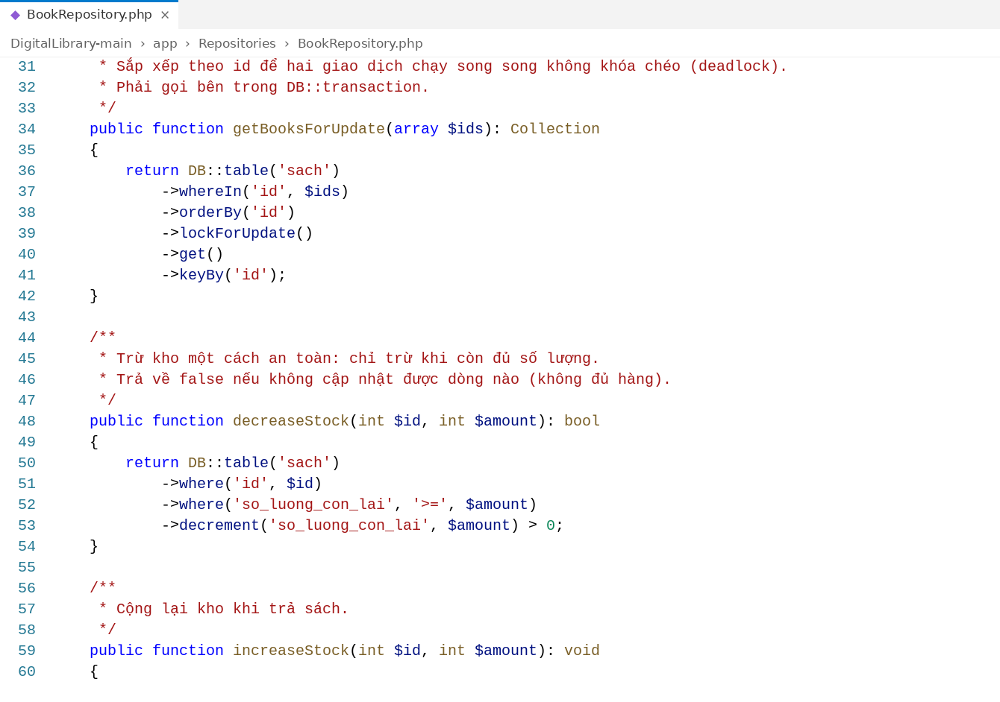 BookRepository.php ×
DigitalLibrary-main › app › Repositories › BookRepository.php
31 * Sắp xếp theo id để hai giao dịch chạy song song không khóa chéo (deadlock).
32 * Phải gọi bên trong DB::transaction.
33 */
34 public function getBooksForUpdate(array $ids): Collection
35 {
36 return DB::table('sach')
37 ->whereIn('id', $ids)
38 ->orderBy('id')
39 ->lockForUpdate()
40 ->get()
41 ->keyBy('id');
42 }
43
44 /**
45 * Trừ kho một cách an toàn: chỉ trừ khi còn đủ số lượng.
46 * Trả về false nếu không cập nhật được dòng nào (không đủ hàng).
47 */
48 public function decreaseStock(int $id, int $amount): bool
49 {
50 return DB::table('sach')
51 ->where('id', $id)
52 ->where('so_luong_con_lai', '>=', $amount)
53 ->decrement('so_luong_con_lai', $amount) > 0;
54 }
55
56 /**
57 * Cộng lại kho khi trả sách.
58 */
59 public function increaseStock(int $id, int $amount): void
60 {